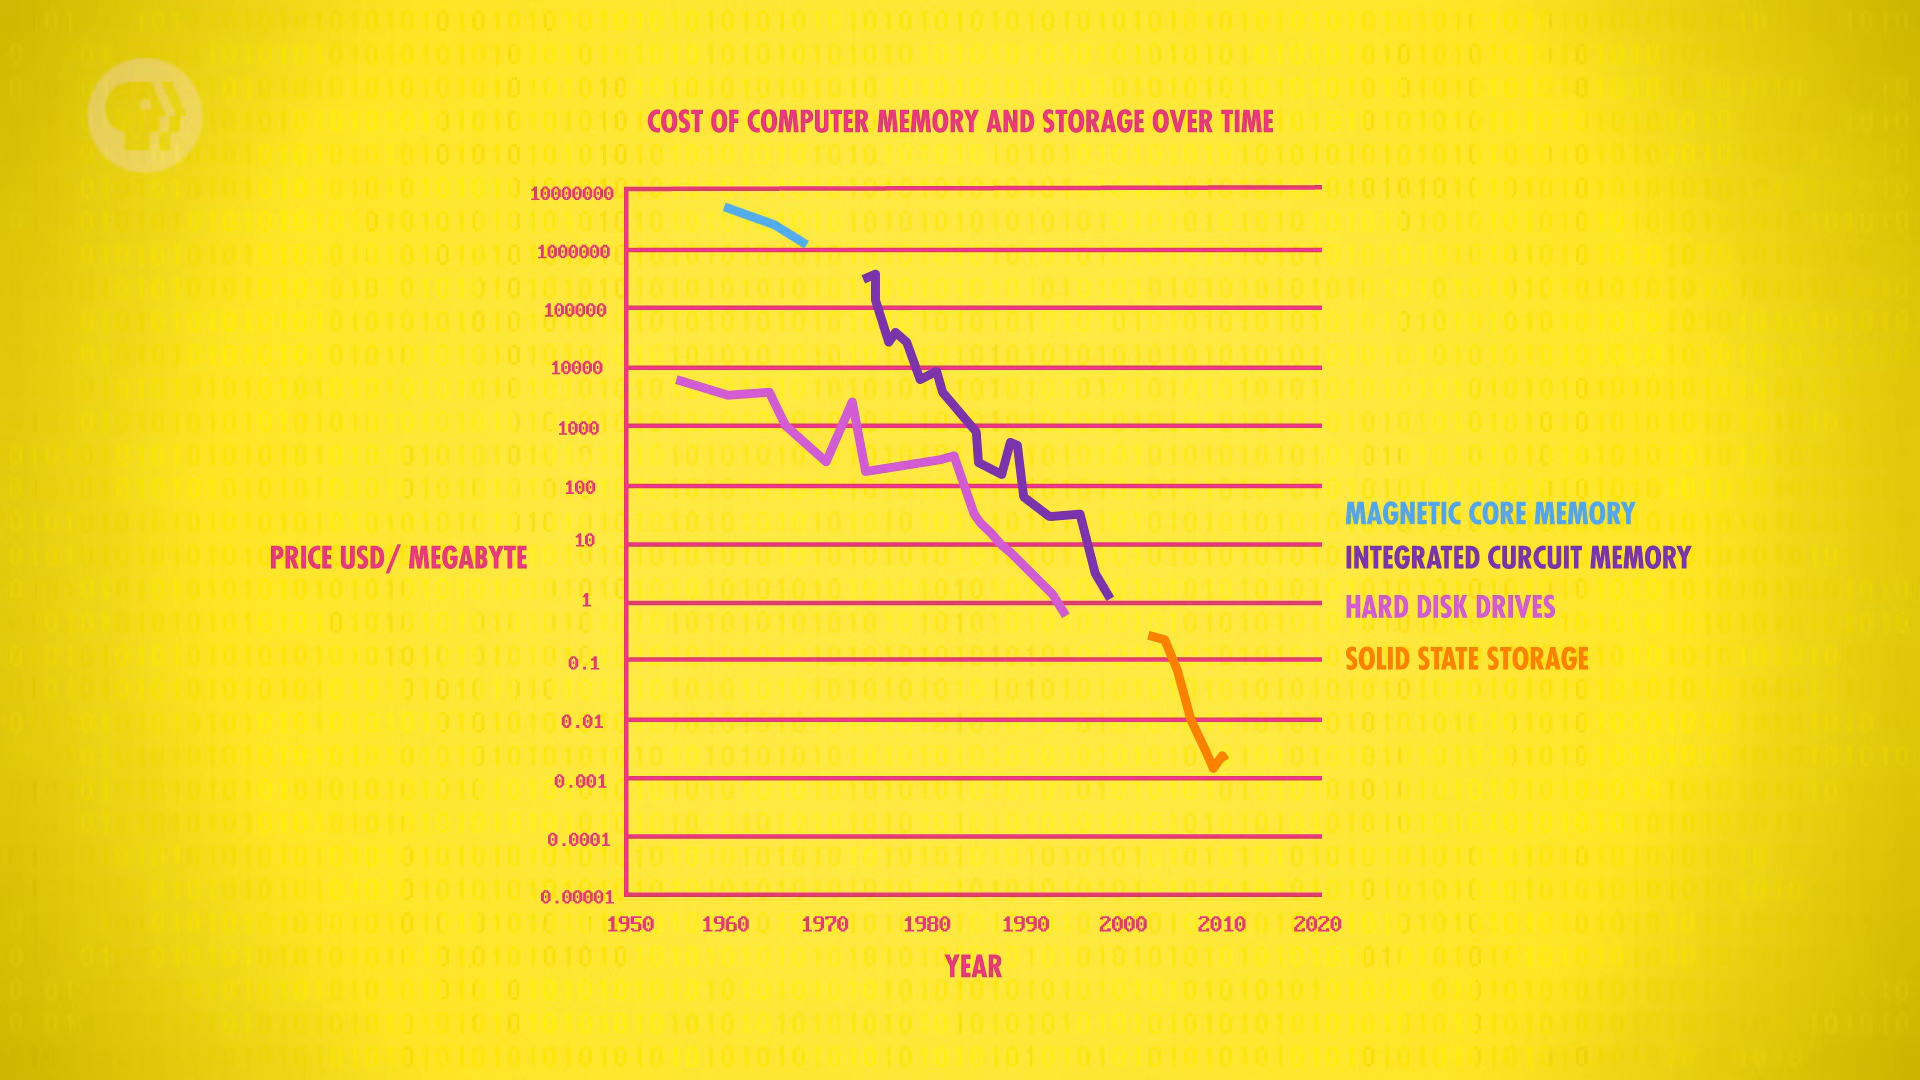 COST OF COMPUTER MEMORY AND STORAGE OVER TIME
10000000
1000000
100000
10000
1000
100
10
1
0.1
0.01
0.001
0.0001
0.00001
PRICE USD/ MEGABYTE
MAGNETIC CORE MEMORY
INTEGRATED CURCUIT MEMORY
HARD DISK DRIVES
SOLID STATE STORAGE
1950 1960 1970 1980 1990 2000 2010 2020
YEAR